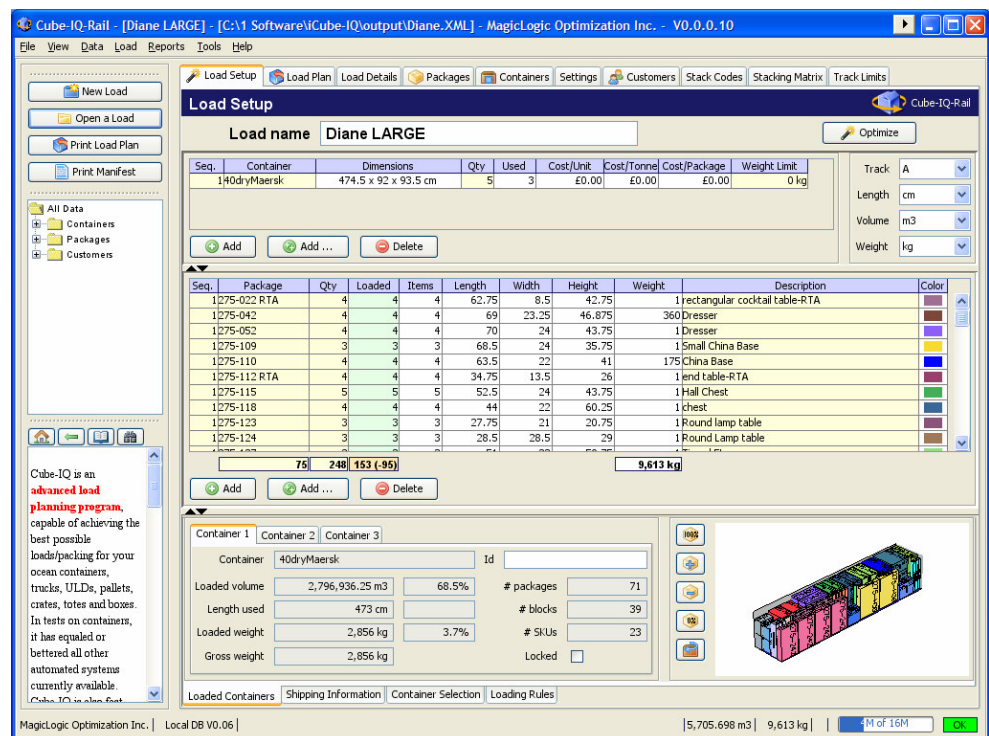 Cube-IQ-Rail - [Diane LARGE] - [C:\1 Software\iCube-IQ\output\Diane.XML] - MagicLogic Optimization Inc. - V0.0.0.10
File View Data Load Reports Tools Help
New Load
Open a Load
Print Load Plan
Print Manifest
All Data
Containers
Packages
Customers
Cube-IQ is an
advanced load
planning program,
capable of achieving the
best possible
loads/packing for your
ocean containers,
trucks, ULDs, pallets,
crates, totes and boxes.
In tests on containers,
it has equaled or
bettered all other
automated systems
currently available.
Load Setup Load Plan Load Details Packages Containers Settings Customers Stack Codes Stacking Matrix Track Limits
Load Setup Cube-IQ-Rail
Load name Diane LARGE Optimize
Seq. Container Dimensions Qty Used Cost/Unit Cost/Tonne Cost/Package Weight Limit
1 40dryMaersk 474.5 x 92 x 93.5 cm 5 3 £0.00 £0.00 £0.00 0 kg
Track A
Length cm
Volume m3
Weight kg
Add Add ... Delete
Seq. Package Qty Loaded Items Length Width Height Weight Description Color
1 275-022 RTA 4 4 4 62.75 8.5 42.75 1 rectangular cocktail table-RTA
1 275-042 4 4 4 69 23.25 46.875 360 Dresser
1 275-052 4 4 4 70 24 43.75 1 Dresser
1 275-109 3 3 3 68.5 24 35.75 1 Small China Base
1 275-110 4 4 4 63.5 22 41 175 China Base
1 275-112 RTA 4 4 4 34.75 13.5 26 1 end table-RTA
1 275-115 5 5 5 52.5 24 43.75 1 Hall Chest
1 275-118 4 4 4 44 22 60.25 1 chest
1 275-123 3 3 3 27.75 21 20.75 1 Round lamp table
1 275-124 3 3 3 28.5 28.5 29 1 Round Lamp table
75 248 153 (-95) 9,613 kg
Add Add ... Delete
Container 1 Container 2 Container 3
Container 40dryMaersk Id
Loaded volume 2,796,936.25 m3 68.5% # packages 71
Length used 473 cm # blocks 39
Loaded weight 2,856 kg 3.7% # SKUs 23
Gross weight 2,856 kg Locked
100%
0%
Loaded Containers Shipping Information Container Selection Loading Rules
MagicLogic Optimization Inc. Local DB V0.06 5,705.698 m3 9,613 kg M of 16M OK